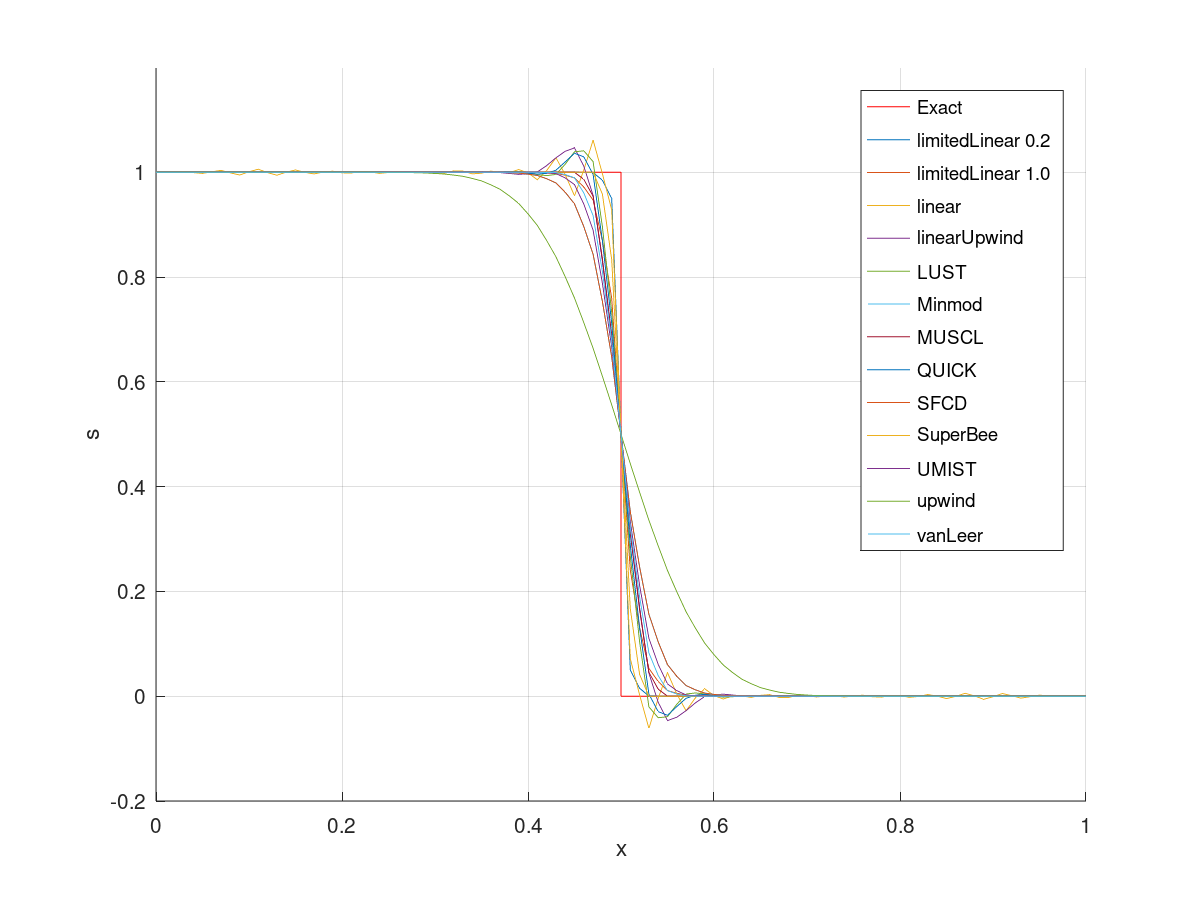 1
0.8
0.6
0.4
0.2
0
-0.2
s
0
0.2
0.4
0.6
0.8
1
x
Exact
limitedLinear 0.2
limitedLinear 1.0
linear
linearUpwind
LUST
Minmod
MUSCL
QUICK
SFCD
SuperBee
UMIST
upwind
vanLeer